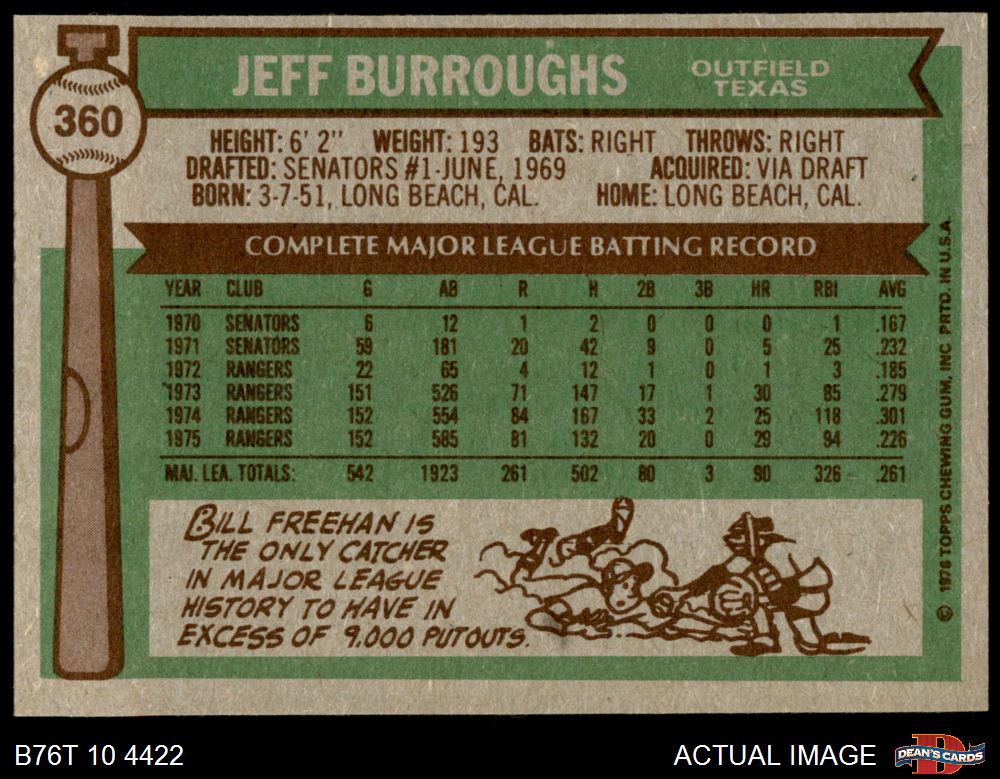 360
JEFF BURROUGHS
OUTFIELD
TEXAS
HEIGHT: 6' 2" WEIGHT: 193 BATS: RIGHT THROWS: RIGHT
DRAFTED: SENATORS #1-JUNE, 1969 ACQUIRED: VIA DRAFT
BORN: 3-7-51, LONG BEACH, CAL. HOME: LONG BEACH, CAL.
COMPLETE MAJOR LEAGUE BATTING RECORD
YEAR CLUB G AB R H 2B 3B HR RBI AVG
1970 SENATORS 6 12 1 2 0 0 0 1 .167
1971 SENATORS 59 181 20 42 9 0 5 25 .232
1972 RANGERS 22 65 4 12 1 0 1 3 .185
1973 RANGERS 151 526 71 147 17 1 30 85 .279
1974 RANGERS 152 554 84 167 33 2 25 118 .301
1975 RANGERS 152 585 81 132 20 0 29 94 .226
MAJ. LEA. TOTALS: 542 1923 261 502 80 3 90 326 .261
BILL FREEHAN IS
THE ONLY CATCHER
IN MAJOR LEAGUE
HISTORY TO HAVE IN
EXCESS OF 9,000 PUTOUTS.
© 1976 TOPPS CHEWING GUM, INC PRTD. IN U.S.A.
B76T 10 4422
ACTUAL IMAGE
DEAN'S CARDS